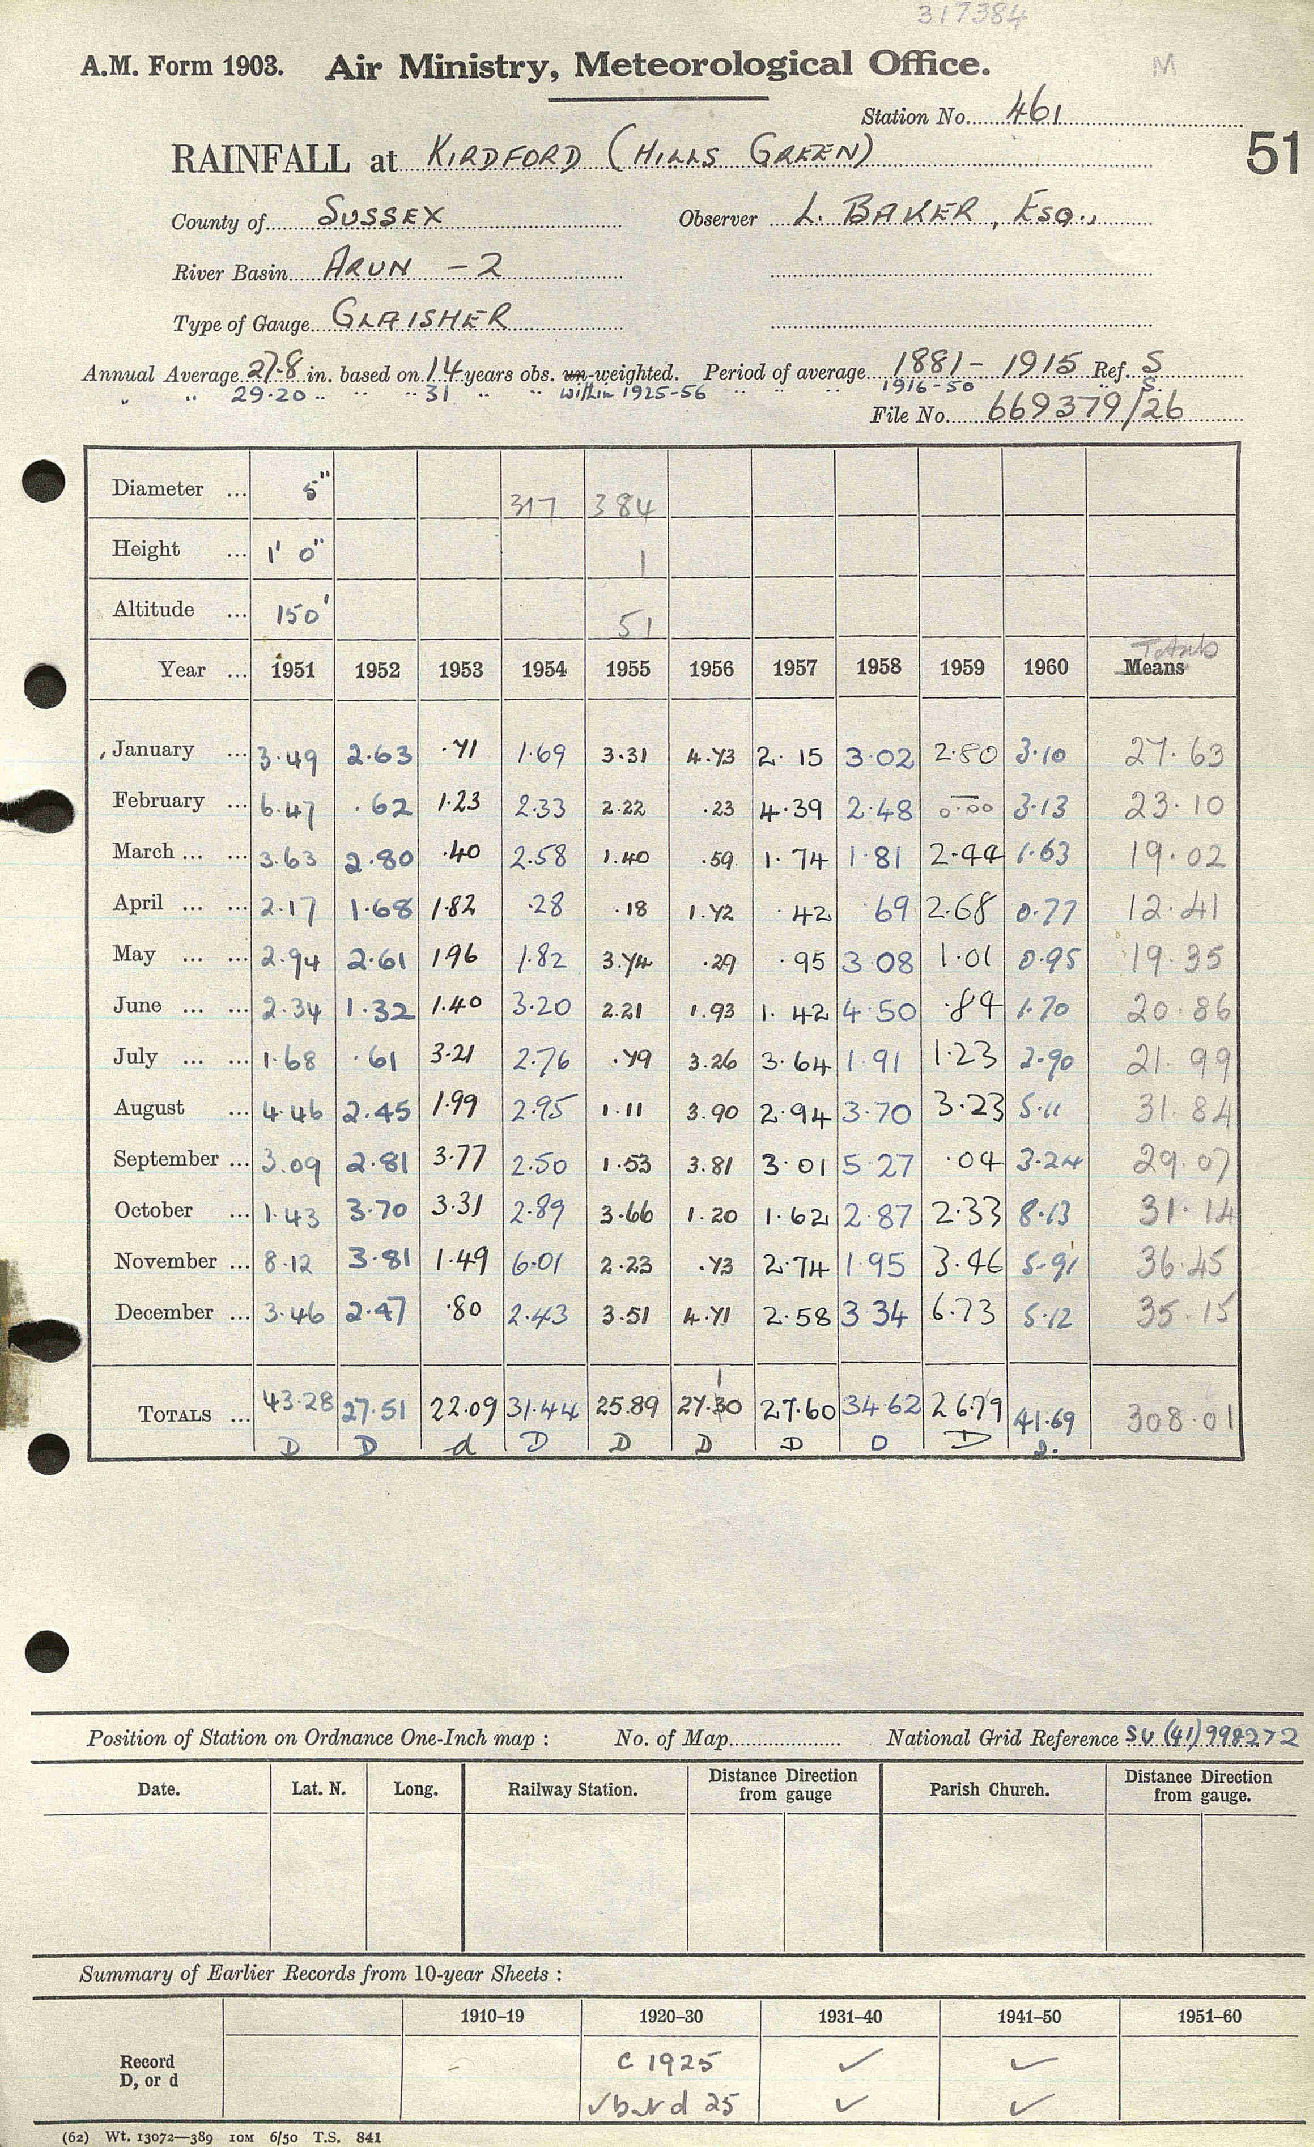 317384
A.M. Form 1903. Air Ministry, Meteorological Office. M
Station No. 461
RAINFALL at KIRDFORD (HILLS GREEN) 51
County of SUSSEX Observer L. BAKER, ESQ.,
River Basin ARUN - 2
Type of Gauge GLAISHER
Annual Average 27.8 in. based on 14 years obs. un-weighted. Period of average 1881 - 1915 Ref. S
" " 29.20 " " " 31 " " within 1925-56 " " " 1916-50 S.
File No. 669379/26
Diameter ... 5" 317 384
Height ... 1' 0" 1
Altitude ... 150' 51
Totals
Year ... 1951 1952 1953 1954 1955 1956 1957 1958 1959 1960 Means
January ... 3.49 2.63 .71 1.69 3.31 4.73 2.15 3.02 2.80 3.10 27.63
February ... 6.47 .62 1.23 2.33 2.22 .23 4.39 2.48 0.00 3.13 23.10
March ... ... 3.63 2.80 .40 2.58 1.40 .59 1.74 1.81 2.44 1.63 19.02
April ... ... 2.17 1.68 1.82 .28 .18 1.72 .42 69 2.68 0.77 12.41
May ... ... 2.94 2.61 196 1.82 3.74 .29 .95 3 08 1.01 0.95 19.35
June ... ... 2.34 1.32 1.40 3.20 2.21 1.93 1.42 4.50 .84 1.70 20.86
July ... ... 1.68 .61 3.21 2.76 .79 3.26 3.64 1.91 1.23 2.90 21.99
August ... 4.46 2.45 1.99 2.95 1.11 3.90 2.94 3.70 3.23 5.11 31.84
September ... 3.09 2.81 3.77 2.50 1.53 3.81 3.01 5.27 .04 3.24 29.07
October ... 1.43 3.70 3.31 2.89 3.66 1.20 1.62 2.87 2.33 8.13 31.14
November ... 8.12 3.81 1.49 6.01 2.23 .73 2.74 1.95 3.46 5.91 36.45
December ... 3.46 2.47 .80 2.43 3.51 4.71 2.58 3 34 6.73 5.12 35.15
TOTALS ... 43.28 27.51 22.09 31.44 25.89 27.30 27.60 34.62 26.79 41.69 308.01
D D d D D D D D D D.
Position of Station on Ordnance One-Inch map : No. of Map National Grid Reference SU (41) 998272
Date. Lat. N. Long. Railway Station. Distance Direction from gauge Parish Church. Distance Direction from gauge.
Summary of Earlier Records from 10-year Sheets :
1910–19 1920–30 1931–40 1941–50 1951–60
Record D, or d - c 1925 ✓ ✓
✓ but d 25 ✓ ✓
(62) Wt. 13072—389 10M 6/50 T.S. 841